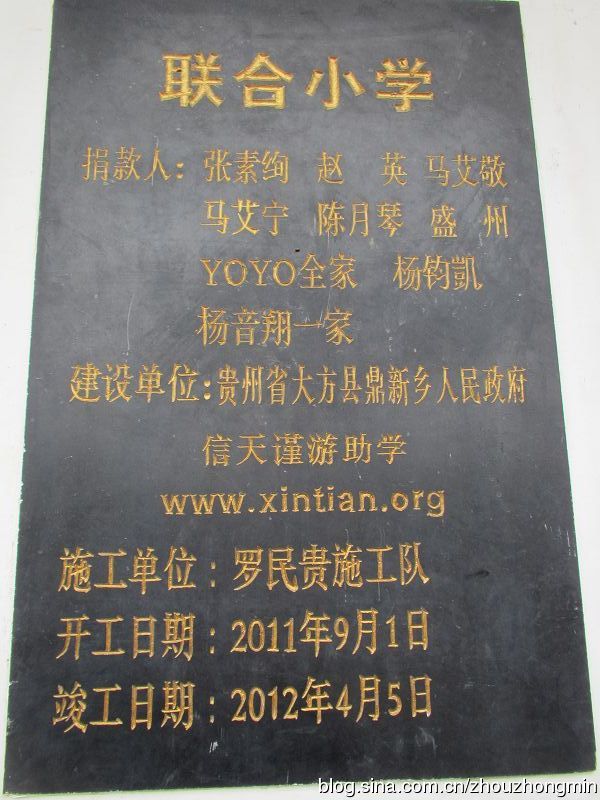 联合小学
捐款人：张素绚 赵 英 马艾敬
马艾宁 陈月琴 盛 州
YOYO全家 杨钧凱
杨音翔一家
建设单位：贵州省大方县鼎新乡人民政府
信天谨游助学
www.xintian.org
施工单位：罗民贵施工队
开工日期：2011年9月1日
竣工日期：2012年4月5日
blog.sina.com.cn/zhouzhongmin